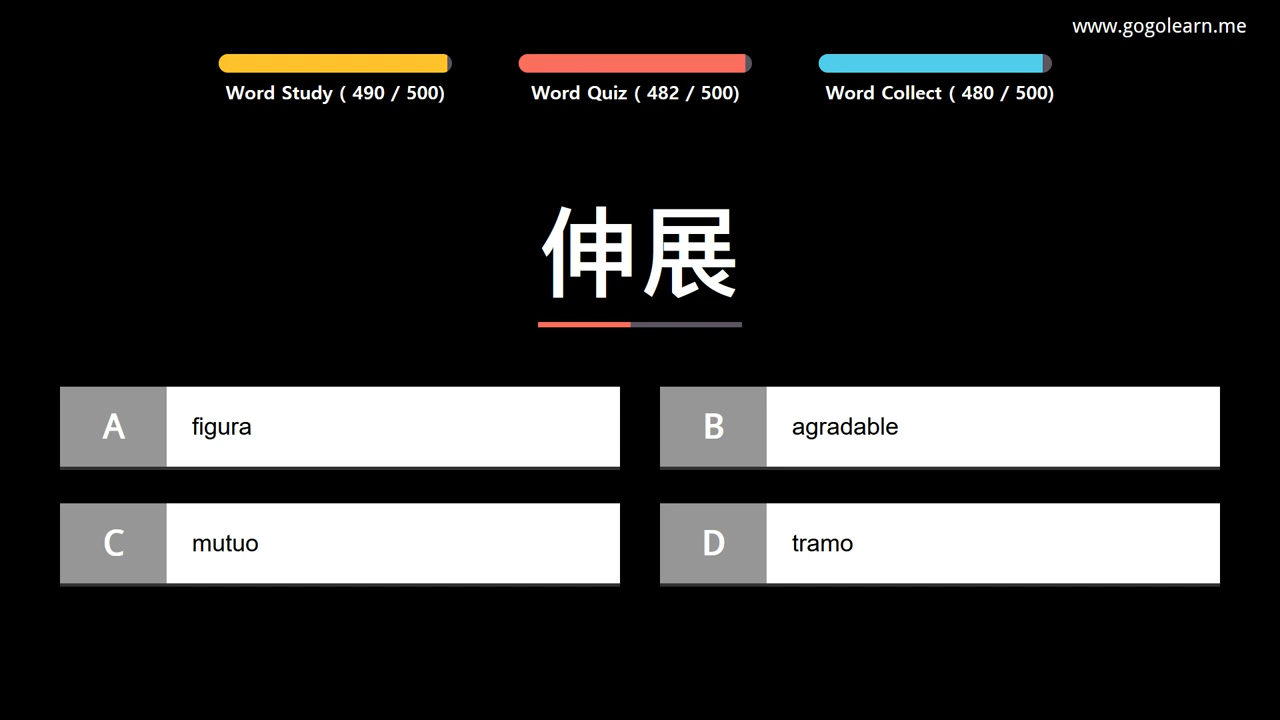 www.gogolearn.me
Word Study ( 490 / 500)
Word Quiz ( 482 / 500)
Word Collect ( 480 / 500)
伸展
A figura
B agradable
C mutuo
D tramo